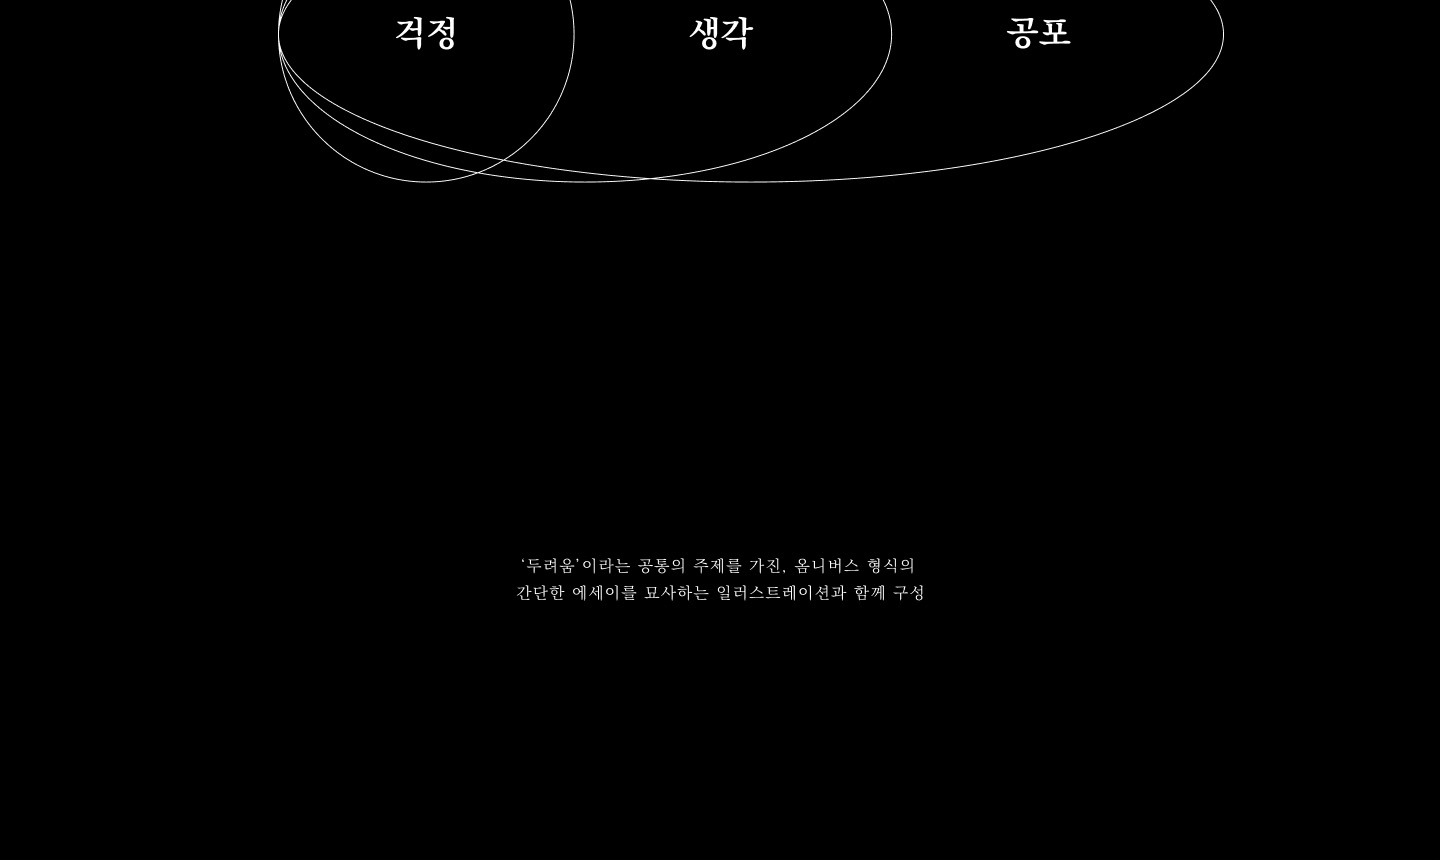 걱정 생각 공포
‘두려움’이라는 공통의 주제를 가진, 옴니버스 형식의
간단한 에세이를 묘사하는 일러스트레이션과 함께 구성